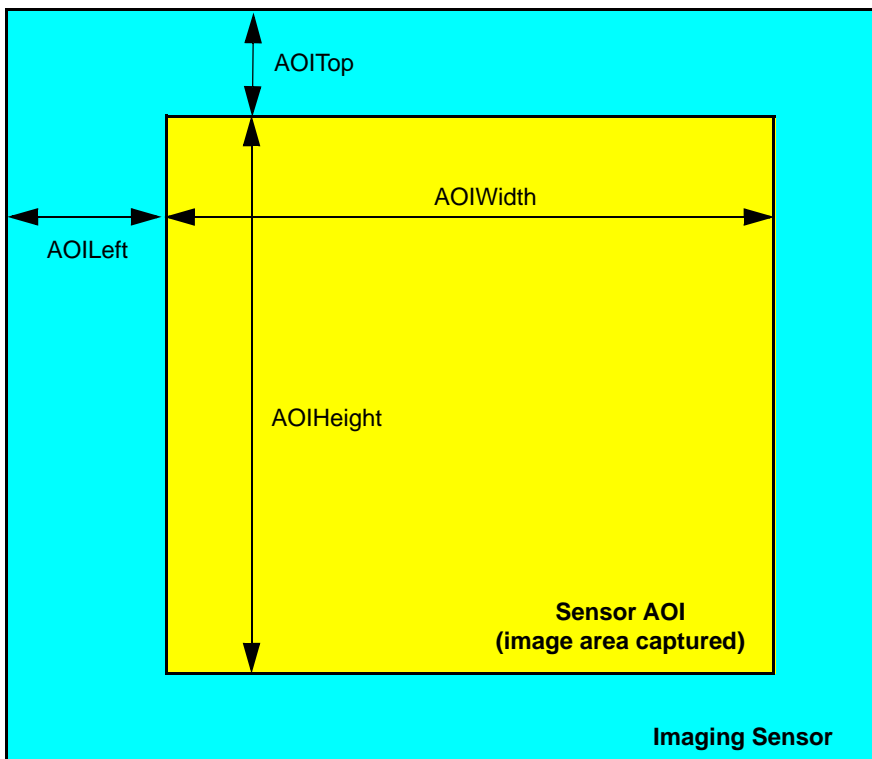 AOITop
AOIWidth
AOILeft
AOIHeight
Sensor AOI
(image area captured)
Imaging Sensor